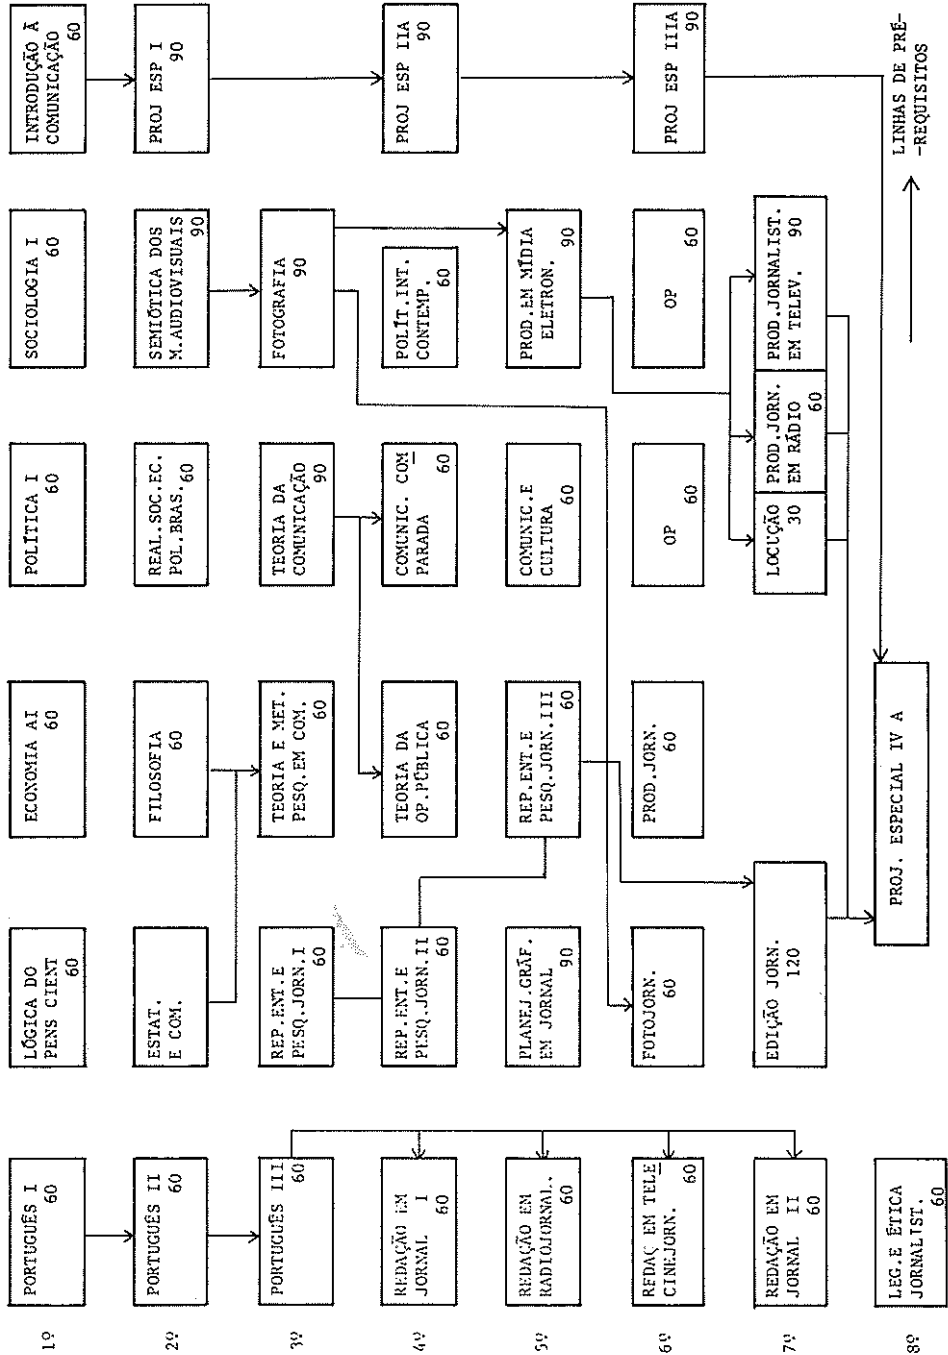 1º
PORTUGUÊS I
60
LÓGICA DO
PENS CIENT
60
ECONOMIA AI
60
POLÍTICA I
60
SOCIOLOGIA I
60
INTRODUÇÃO À
COMUNICAÇÃO
60
2º
PORTUGUÊS II
60
ESTAT.
E COM.
FILOSOFIA
60
REAL.SOC.EC.
POL.BRAS.
60
SEMIÓTICA DOS
M.AUDIOVISUAIS
90
PROJ ESP I
90
3º
PORTUGUÊS III
60
REP.ENT.E
PESQ.JORN.I
60
TEORIA E MET.
PESQ.EM COM.
60
TEORIA DA
COMUNICAÇÃO
90
FOTOGRAFIA
90
4º
REDAÇÃO EM
JORNAL I
60
REP.ENT.E
PESQ.JORN.II
60
TEORIA DA
OP.PÚBLICA
60
COMUNIC. COM
PARADA
60
POLÍT.INT.
CONTEMP.
60
PROJ ESP IIA
90
5º
REDAÇÃO EM
RADIOJORNAL.
60
PLANEJ.GRÁF.
EM JORNAL
90
REP.ENT.E
PESQ.JORN.III
60
COMUNIC.E
CULTURA
60
PROD.EM MÍDIA
ELETRON.
90
6º
REDAÇ EM TELE
CINEJORN.
60
FOTOJORN.
60
PROD.JORN.
60
OP
60
OP
60
PROJ ESP IIIA
90
7º
REDAÇÃO EM
JORNAL II
60
EDIÇÃO JORN.
120
LOCUÇÃO
30
PROD.JORN.
EM RÁDIO
60
PROD.JORNALIST.
EM TELEV.
90
8º
LEG.E ÉTICA
JORNALIST.
60
PROJ. ESPECIAL IV A
LINHAS DE PRÉ-
-REQUISITOS